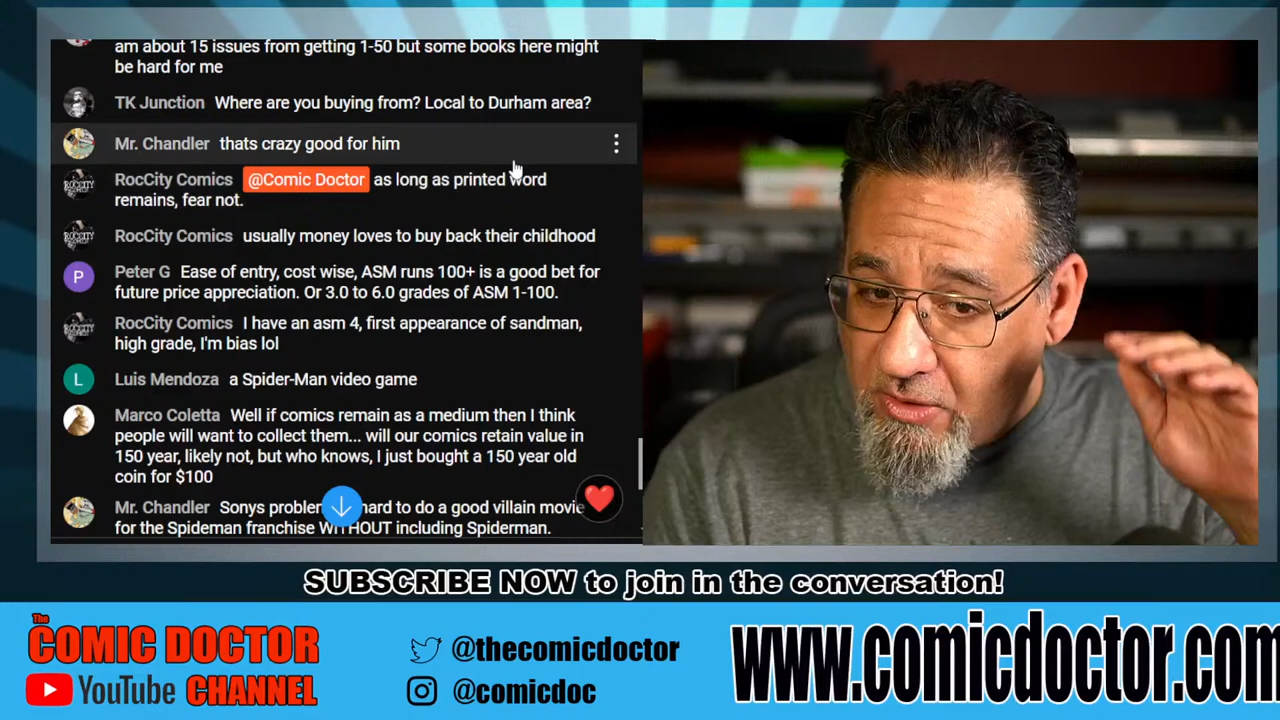 am about 15 issues from getting 1-50 but some books here might
be hard for me
TK Junction Where are you buying from? Local to Durham area?
Mr. Chandler thats crazy good for him
RocCity Comics @Comic Doctor as long as printed word
remains, fear not.
RocCity Comics usually money loves to buy back their childhood
P
Peter G Ease of entry, cost wise, ASM runs 100+ is a good bet for
future price appreciation. Or 3.0 to 6.0 grades of ASM 1-100.
RocCity Comics I have an asm 4, first appearance of sandman,
high grade, I'm bias lol
L
Luis Mendoza a Spider-Man video game
Marco Coletta Well if comics remain as a medium then I think
people will want to collect them... will our comics retain value in
150 year, likely not, but who knows, I just bought a 150 year old
coin for $100
Mr. Chandler Sonys hard to do a good villain movie
for the Spideman franchise WITHOUT including Spiderman.
SUBSCRIBE NOW to join in the conversation!
The
COMIC DOCTOR
YouTube CHANNEL
@thecomicdoctor
@comicdoc
www.comicdoctor.com